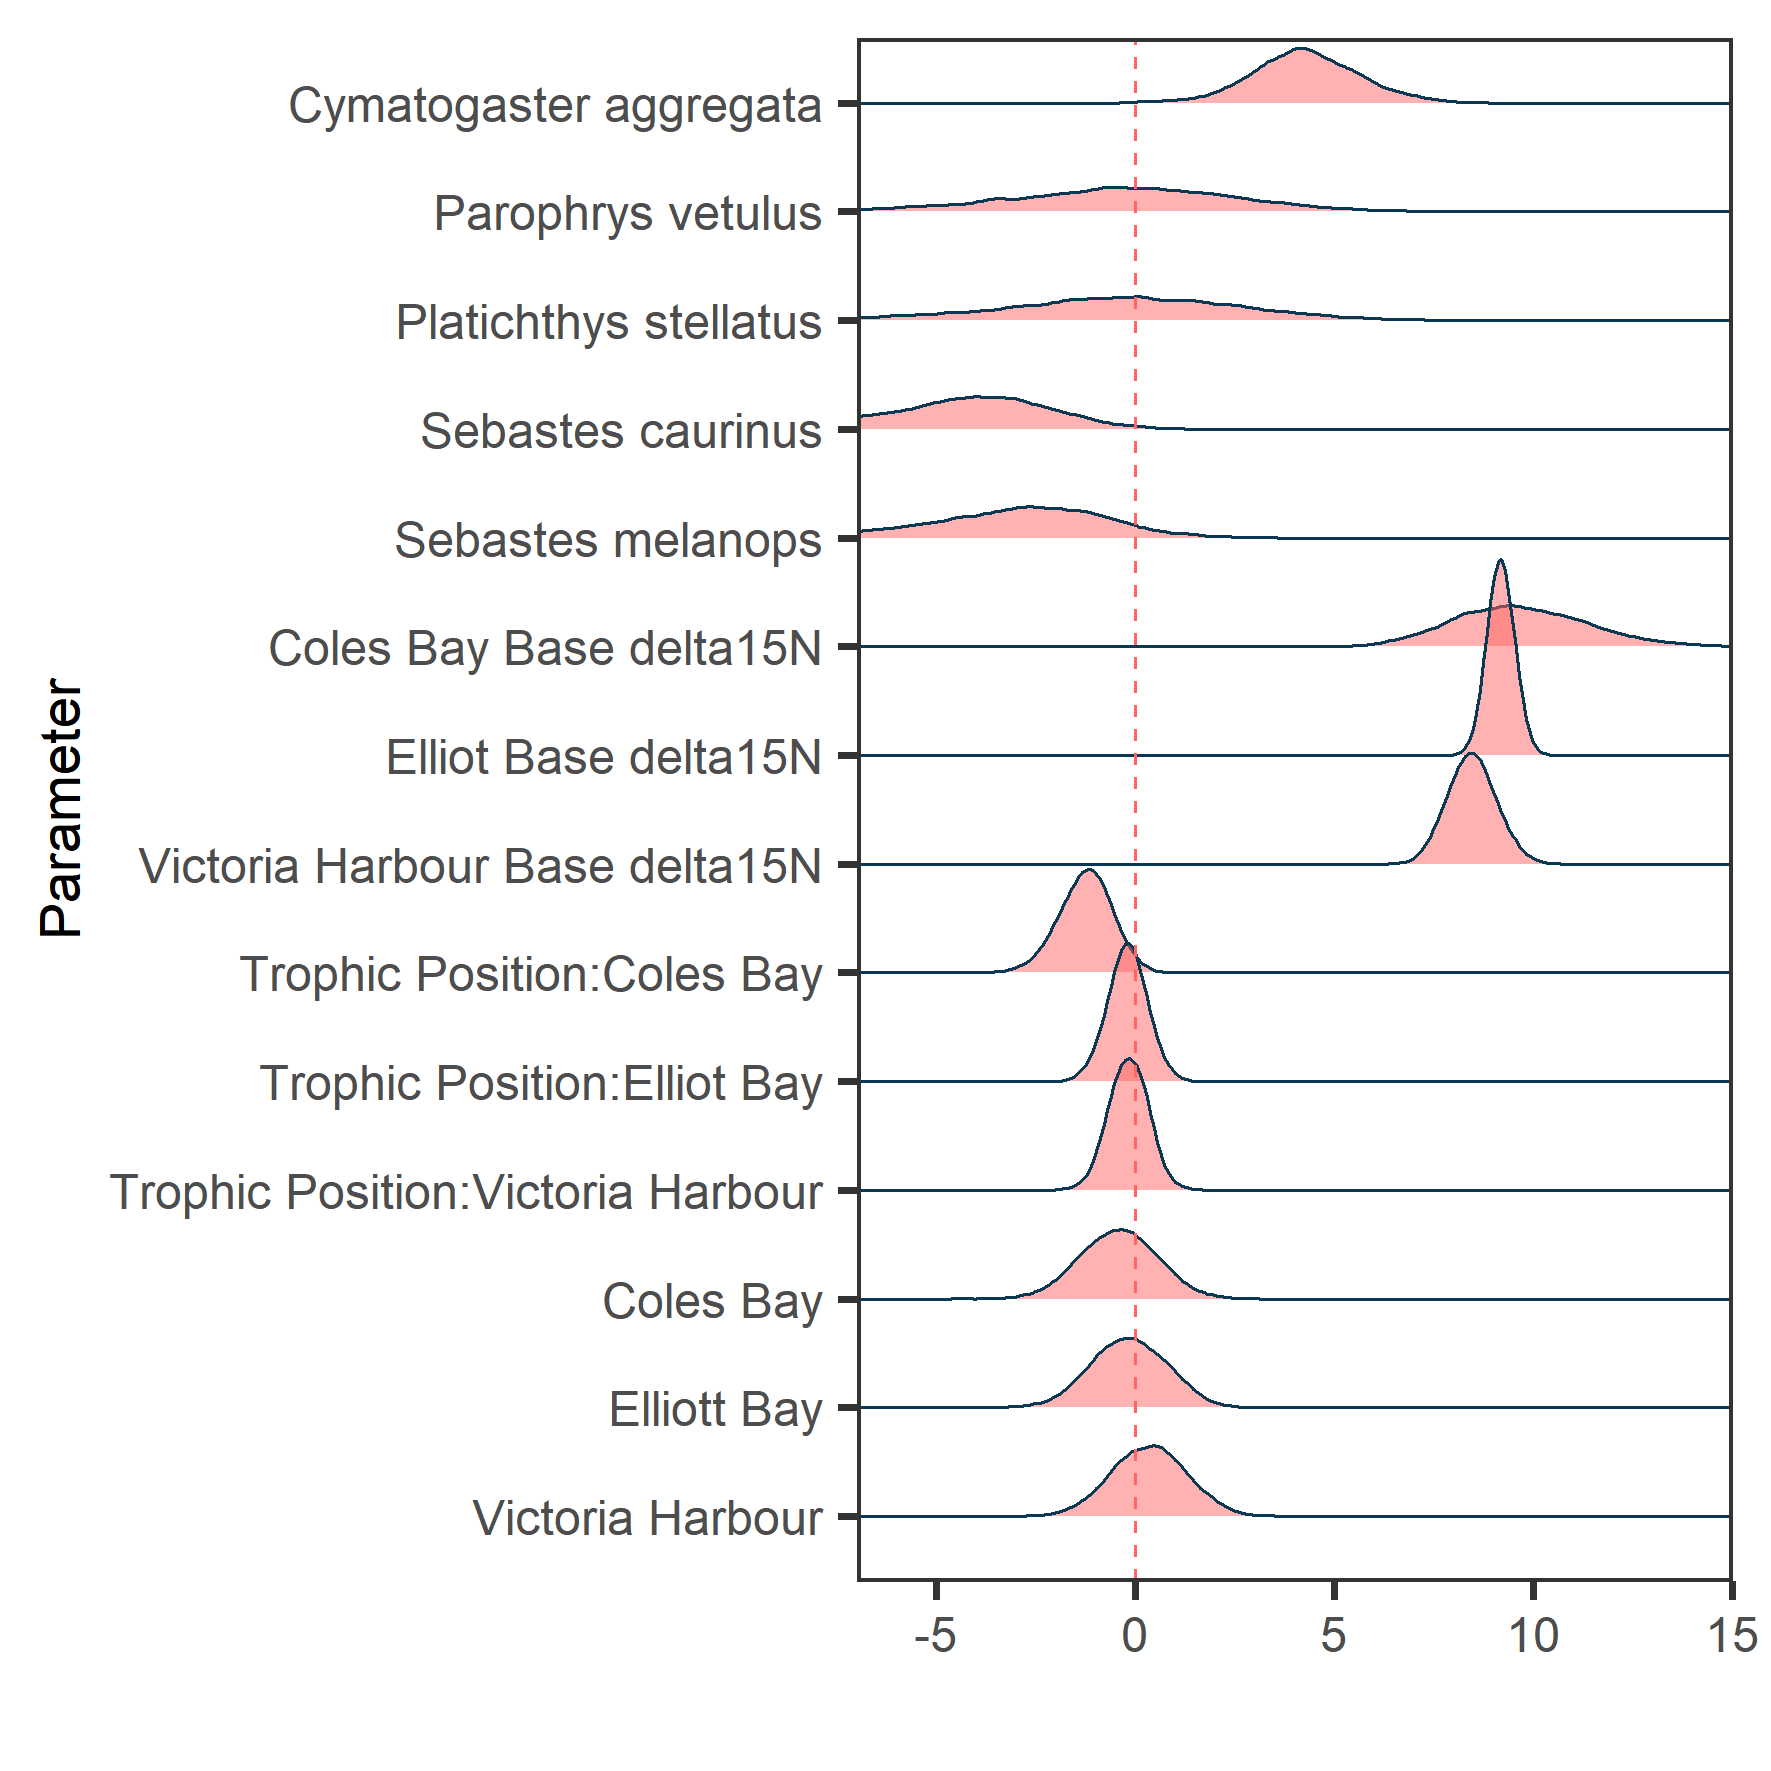 Cymatogaster aggregata
Parophrys vetulus
Platichthys stellatus
Sebastes caurinus
Sebastes melanops
Coles Bay Base delta15N
Elliot Base delta15N
Victoria Harbour Base delta15N
Trophic Position:Coles Bay
Trophic Position:Elliot Bay
Trophic Position:Victoria Harbour
Coles Bay
Elliott Bay
Victoria Harbour
Parameter
-5 0 5 10 15